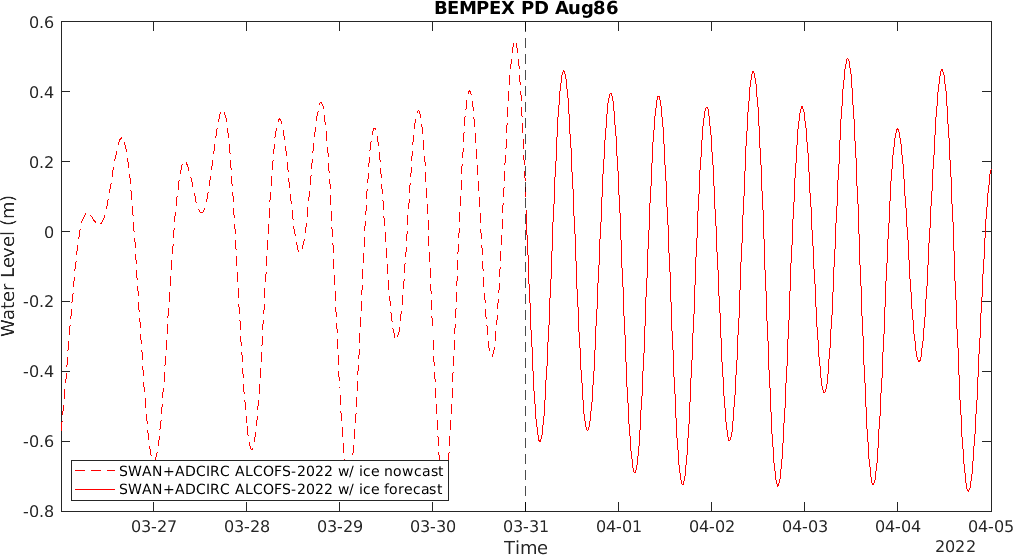 BEMPEX PD Aug86
0.6
0.4
0.2
0
-0.2
-0.4
-0.6
-0.8
Water Level (m)
SWAN+ADCIRC ALCOFS-2022 w/ ice nowcast
SWAN+ADCIRC ALCOFS-2022 w/ ice forecast
03-27 03-28 03-29 03-30 03-31 04-01 04-02 04-03 04-04 04-05
Time
2022